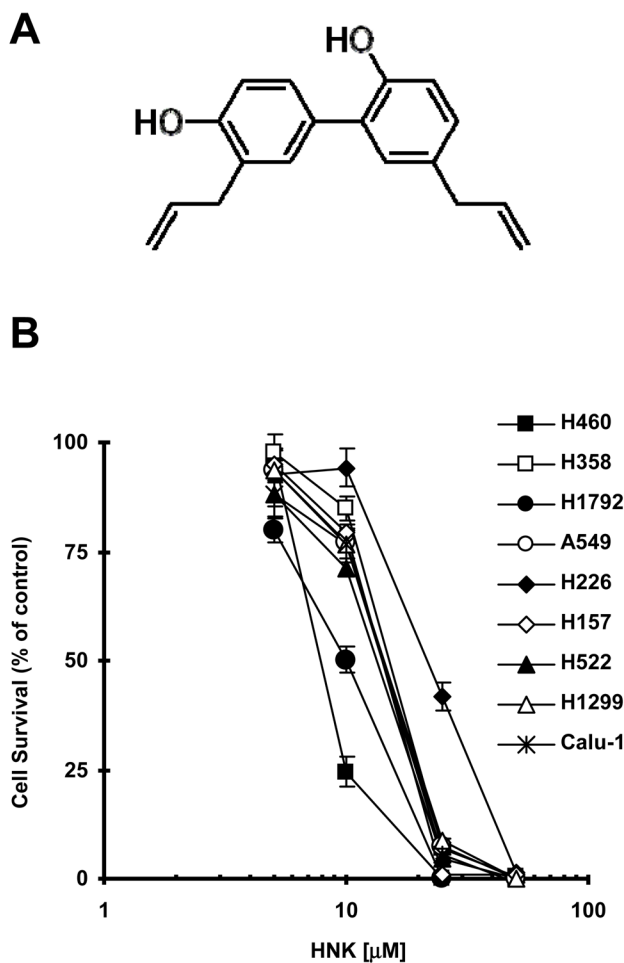 A
HO
HO
B
H460
H358
H1792
A549
H226
H157
H522
H1299
Calu-1
Cell Survival (% of control)
100
75
50
25
0
1
10
100
HNK [µM]